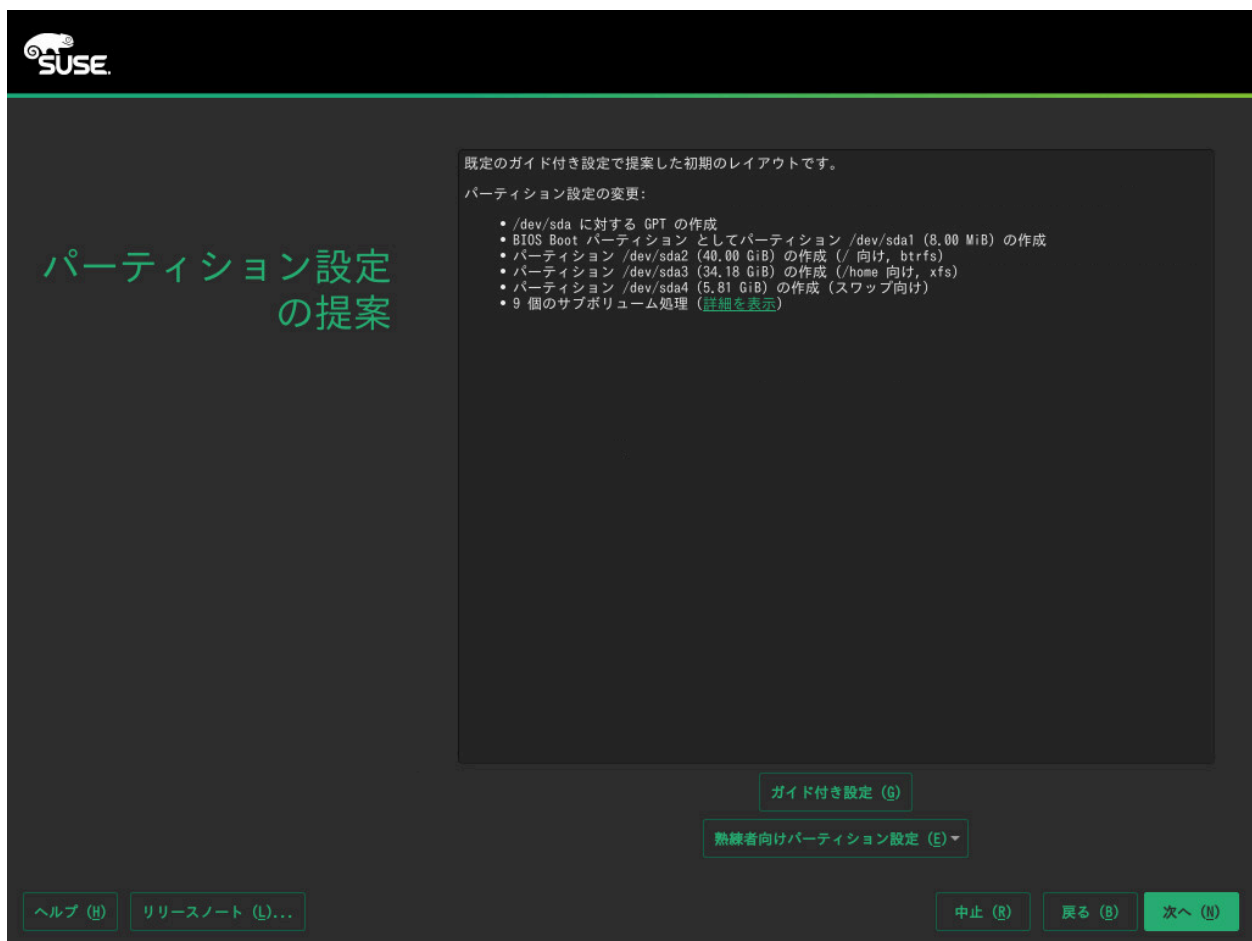 SUSE.
パーティション設定
の提案
既定のガイド付き設定で提案した初期のレイアウトです。
パーティション設定の変更:
• /dev/sda に対する GPT の作成
• BIOS Boot パーティション としてパーティション /dev/sda1 (8.00 MiB) の作成
• パーティション /dev/sda2 (40.00 GiB) の作成 (/ 向け, btrfs)
• パーティション /dev/sda3 (34.18 GiB) の作成 (/home 向け, xfs)
• パーティション /dev/sda4 (5.81 GiB) の作成 (スワップ向け)
• 9 個のサブボリューム処理 (詳細を表示)
ガイド付き設定 (G)
熟練者向けパーティション設定 (E)
ヘルプ (H)
リリースノート (L)...
中止 (R)
戻る (B)
次へ (N)